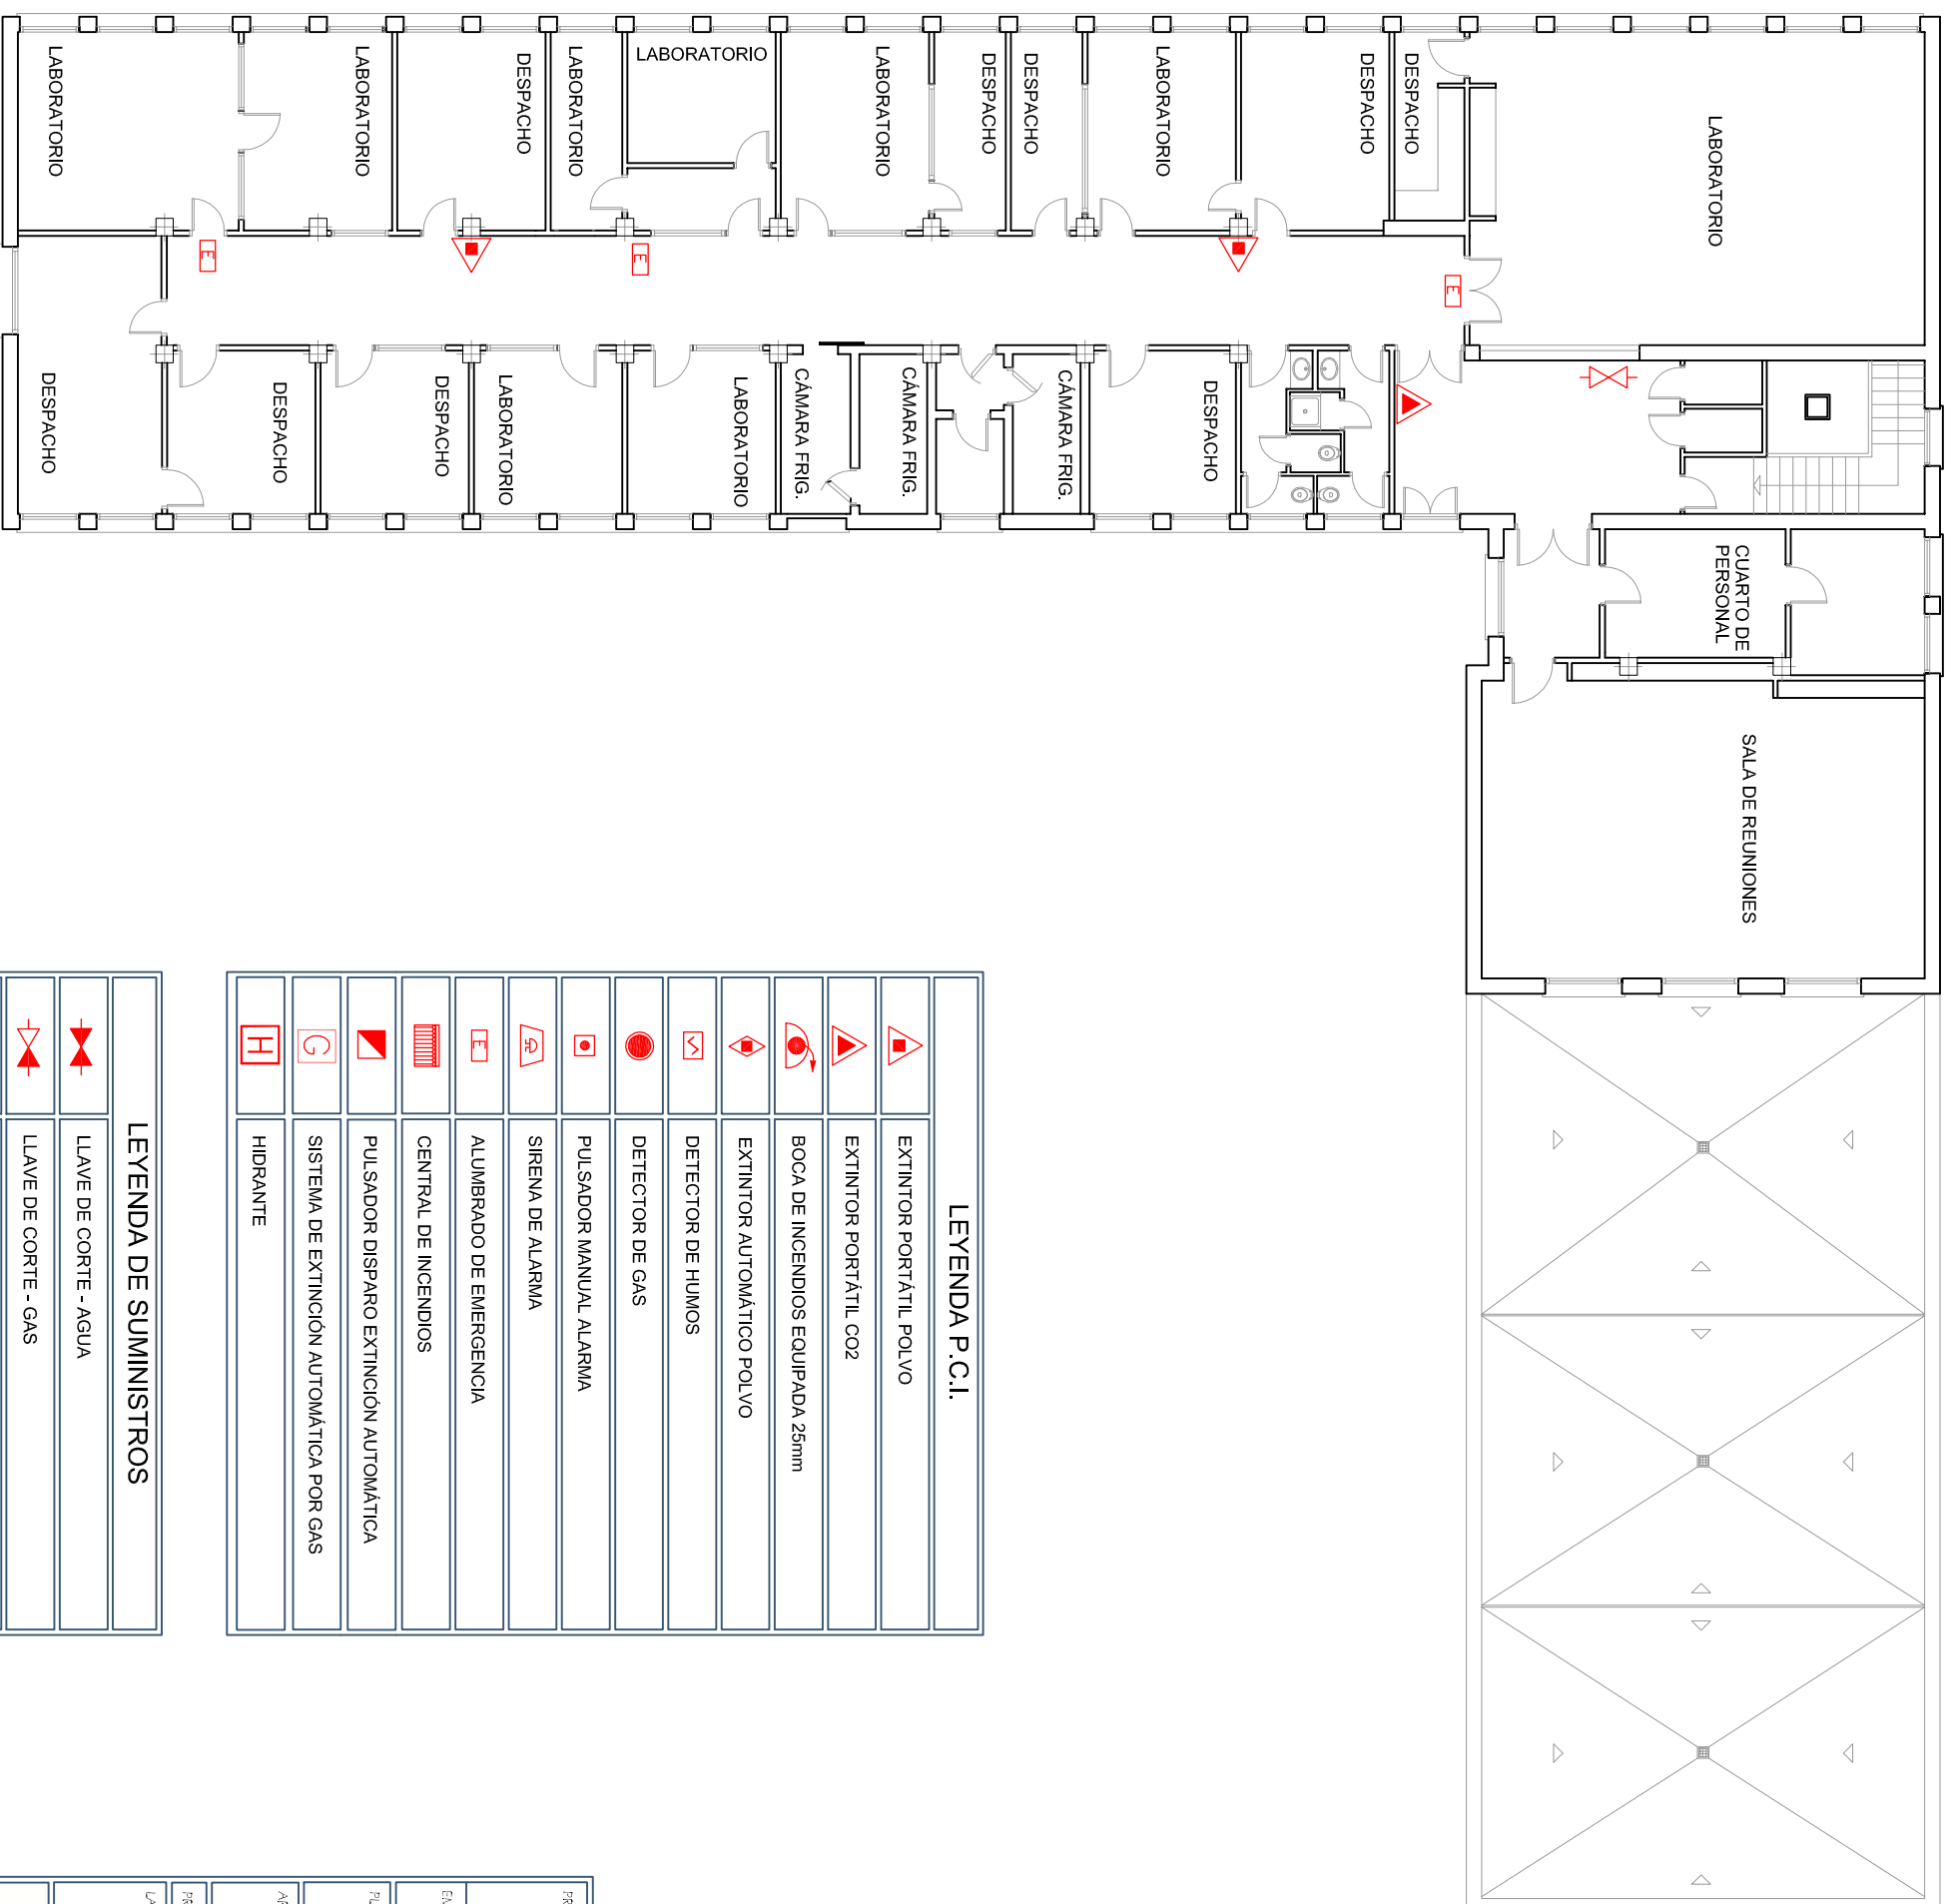 LABORATORIO
LABORATORIO
DESPACHO
LABORATORIO
LABORATORIO
LABORATORIO
DESPACHO
DESPACHO
LABORATORIO
DESPACHO
DESPACHO
LABORATORIO
E
E
E
DESPACHO
DESPACHO
DESPACHO
LABORATORIO
LABORATORIO
CÁMARA FRIG.
CÁMARA FRIG.
CÁMARA FRIG.
DESPACHO
CUARTO DE
PERSONAL
SALA DE REUNIONES
LEYENDA P.C.I.
EXTINTOR PORTÁTIL POLVO
EXTINTOR PORTÁTIL CO2
BOCA DE INCENDIOS EQUIPADA 25mm
EXTINTOR AUTOMÁTICO POLVO
DETECTOR DE HUMOS
DETECTOR DE GAS
PULSADOR MANUAL ALARMA
SIRENA DE ALARMA
E ALUMBRADO DE EMERGENCIA
CENTRAL DE INCENDIOS
PULSADOR DISPARO EXTINCIÓN AUTOMÁTICA
G SISTEMA DE EXTINCIÓN AUTOMÁTICA POR GAS
H HIDRANTE
LEYENDA DE SUMINISTROS
LLAVE DE CORTE - AGUA
LLAVE DE CORTE - GAS